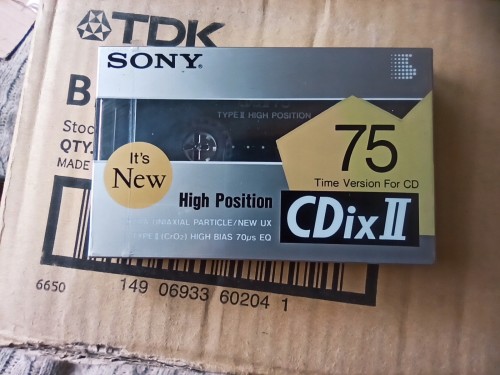 TDK
SONY
B
TYPE II HIGH POSITION
Stoc
QTY.
MADE
75
Time Version For CD
It's
New
High Position
CDixII
UNIAXIAL PARTICLE/NEW UX
TYPE II (CrO2) HIGH BIAS 70μs EQ
6650
149 06933 60204 1